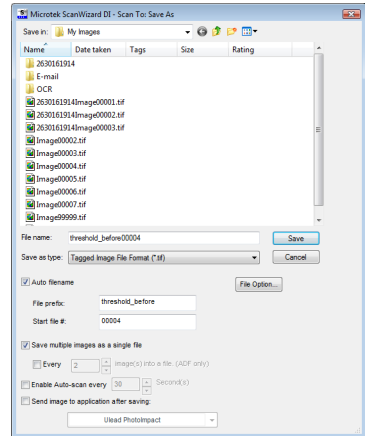 Microtek ScanWizard DI - Scan To: Save As
Save in: My Images
Name Date taken Tags Size Rating
2630161914
E-mail
OCR
2630161914Image00001.tif
2630161914Image00002.tif
2630161914Image00003.tif
Image00002.tif
Image00003.tif
Image00004.tif
Image00005.tif
Image00006.tif
Image00007.tif
Image99999.tif
File name: threshold_before00004 Save
Save as type: Tagged Image File Format (*.tif) Cancel
Auto filename File Option...
File prefix: threshold_before
Start file #: 00004
Save multiple images as a single file
Every 2 image(s) into a file. (ADF only)
Enable Auto-scan every 30 Second(s)
Send image to application after saving:
Ulead PhotoImpact